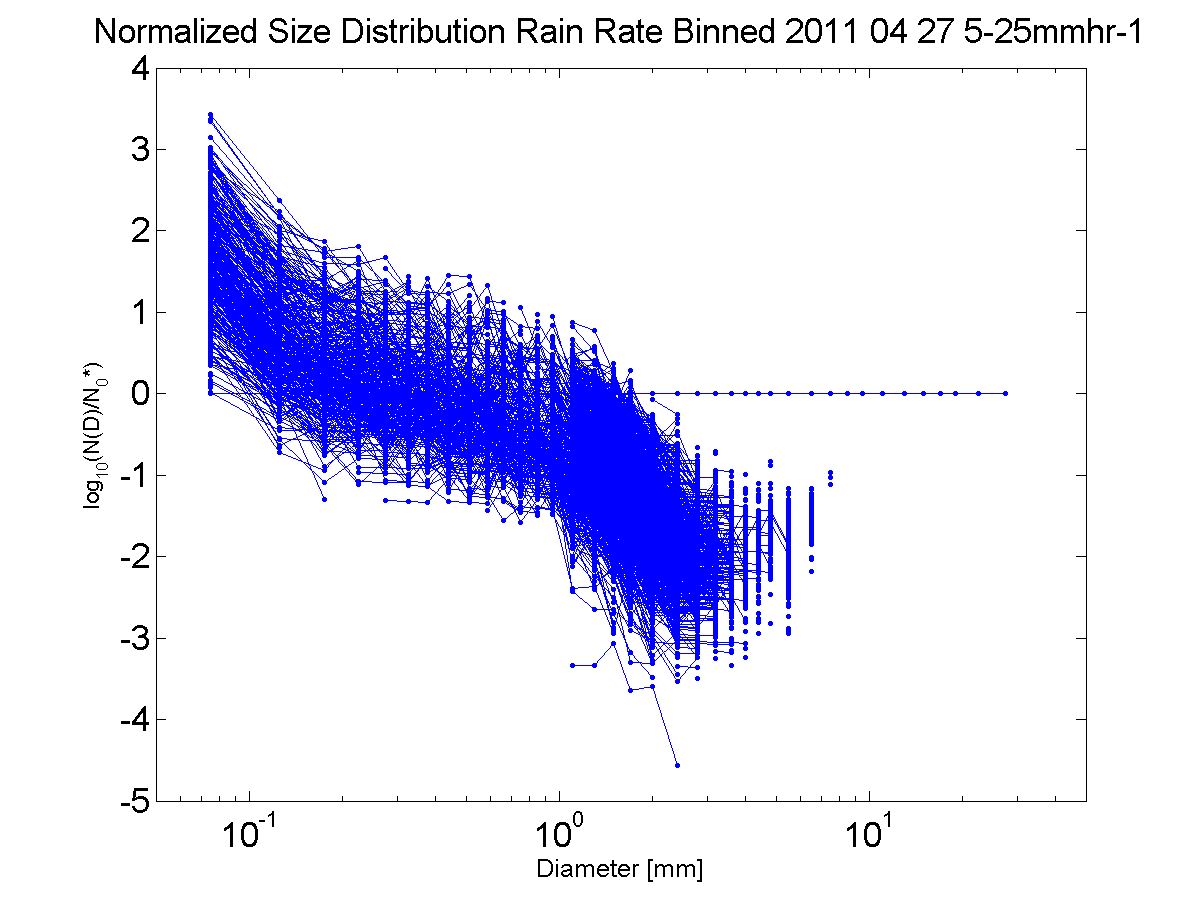 Normalized Size Distribution Rain Rate Binned 2011 04 27 5-25mmhr-1
4
3
2
1
0
-1
-2
-3
-4
-5
log₁₀(N(D)/N₀*)
10⁻¹ 10⁰ 10¹
Diameter [mm]